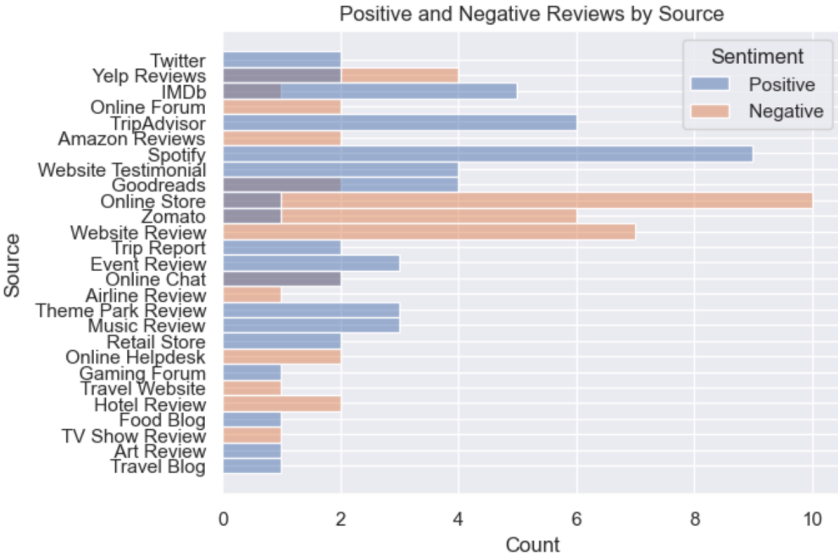 Positive and Negative Reviews by Source
Sentiment
Positive
Negative
Source
Twitter
Yelp Reviews
IMDb
Online Forum
TripAdvisor
Amazon Reviews
Spotify
Website Testimonial
Goodreads
Online Store
Zomato
Website Review
Trip Report
Event Review
Online Chat
Airline Review
Theme Park Review
Music Review
Retail Store
Online Helpdesk
Gaming Forum
Travel Website
Hotel Review
Food Blog
TV Show Review
Art Review
Travel Blog
0 2 4 6 8 10
Count